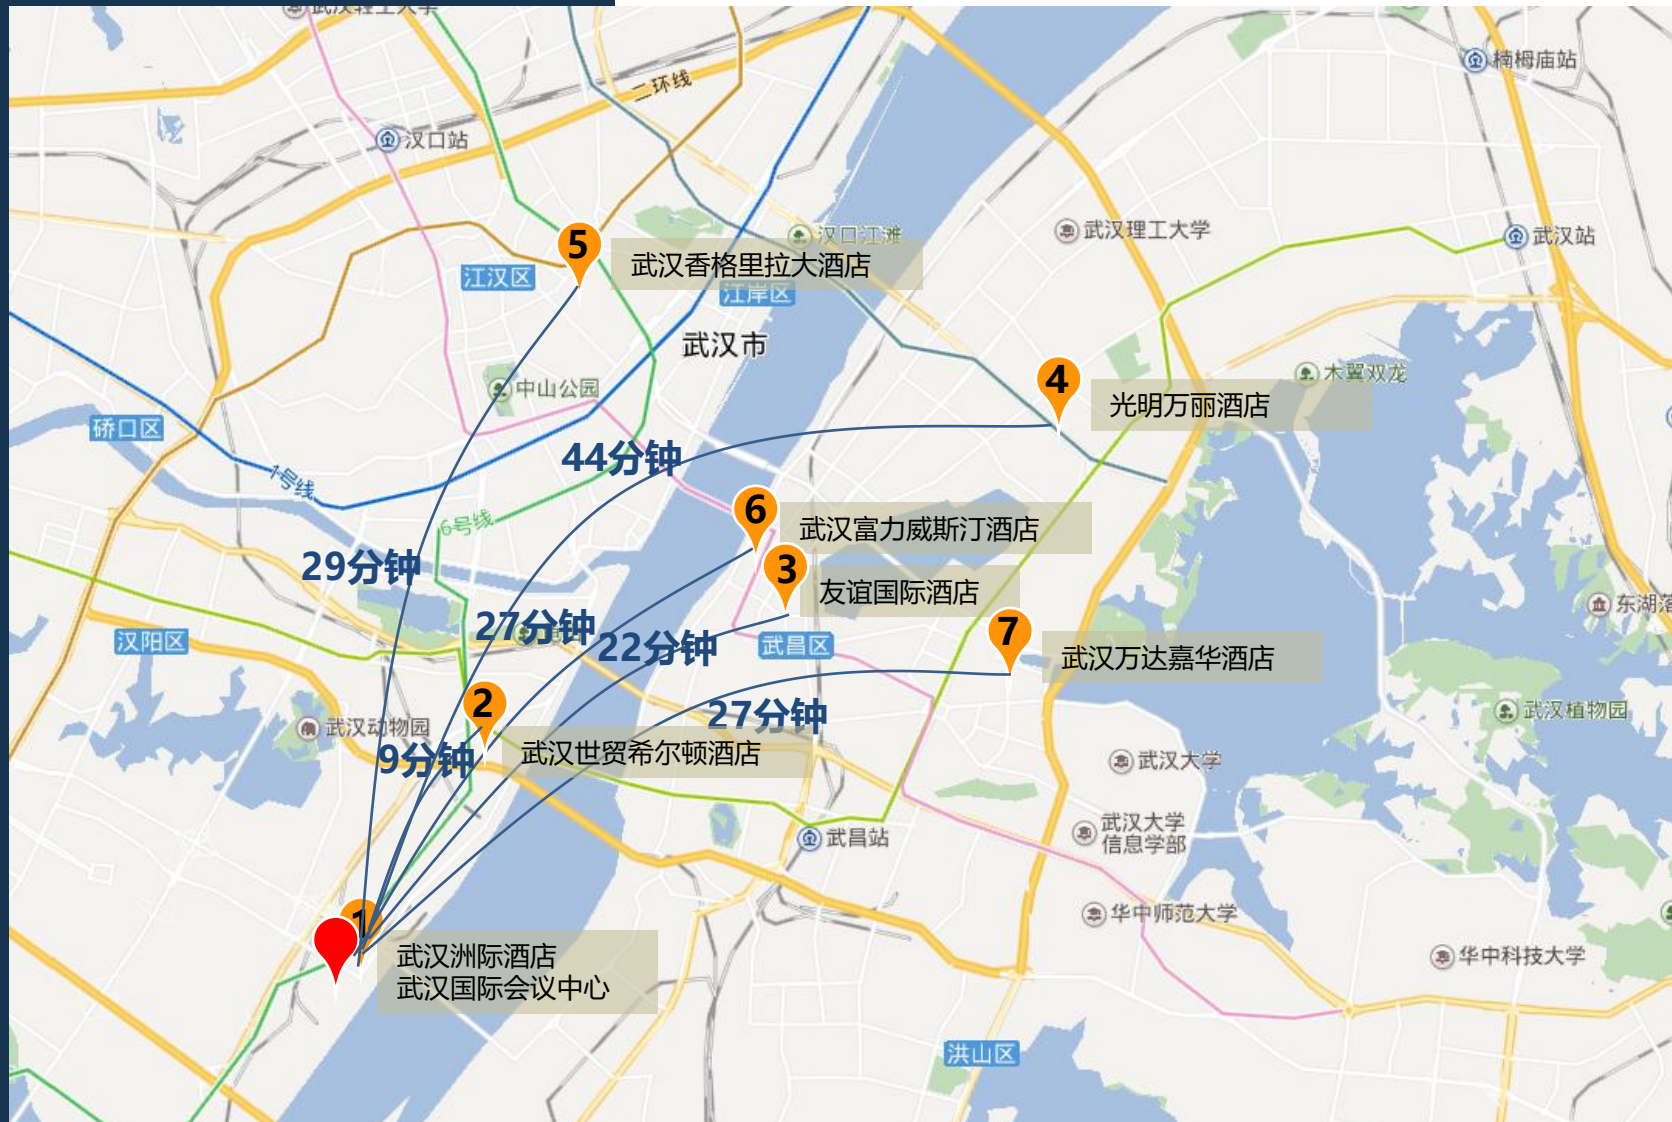 武汉轻工大学
二环线
楠姆庙站
汉口站
汉口江滩
武汉理工大学
武汉站
5
武汉香格里拉大酒店
江汉区
江岸区
武汉市
中山公园
4
木翼双龙
光明万丽酒店
硚口区
44分钟
1号线
6号线
6
武汉富力威斯汀酒店
29分钟
3
友谊国际酒店
东湖落
27分钟
22分钟
汉阳区
武昌区
7
武汉万达嘉华酒店
2
27分钟
武汉植物园
武汉动物园
9分钟
武汉世贸希尔顿酒店
武汉大学
武昌站
武汉大学
信息学部
1
华中师范大学
武汉洲际酒店
武汉国际会议中心
华中科技大学
洪山区